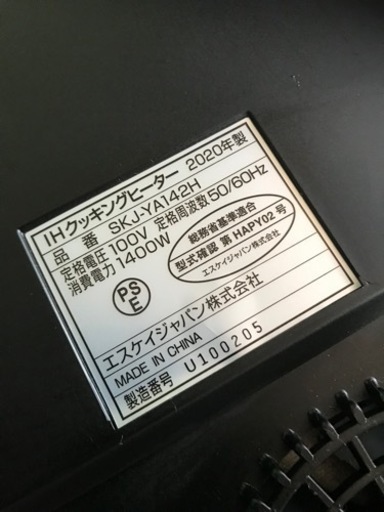 IHクッキングヒーター 2020年製
品番 SKJ-YA142H
定格電圧 100V 定格周波数 50/60Hz
消費電力 1400W
総務省基準適合
型式確認 第 HAPY02 号
エスケイジャパン株式会社
PS
E
エスケイジャパン株式会社
MADE IN CHINA
製造番号 U100205